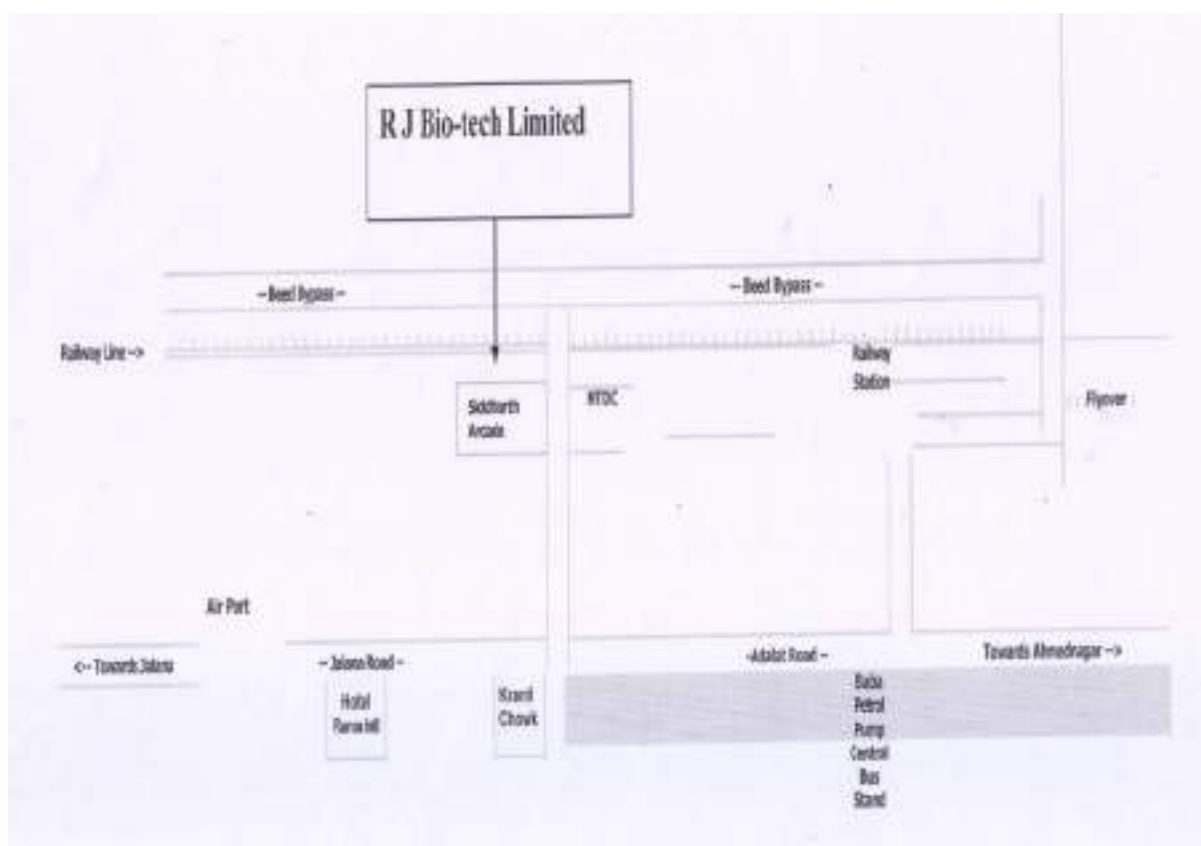 R J Bio-tech Limited
-- Beed Bypass --
-- Beed Bypass --
Railway Line -->
Railway
Station
Siddharth
Arcade
MTDC
Flyover
Air Port
<-- Towards Jalana
-- Jalana Road --
-Adalat Road --
Towards Ahmednagar -->
Hotel
Kranti
Chowk
Baba
Petrol
Pump
Central
Bus
Stand